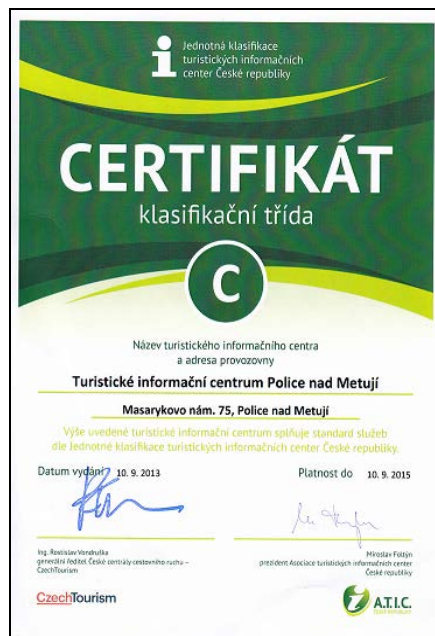 Jednotná klasifikace
turistických informačních
center České republiky
CERTIFIKÁT
klasifikační třída
C
Název turistického informačního centra
a adresa provozovny
Turistické informační centrum Police nad Metují
Masarykovo nám. 75, Police nad Metují
Výše uvedené turistické informační centrum splňuje standard služeb
dle Jednotné klasifikace turistických informačních center České republiky.
Datum vydání 10. 9. 2013 Platnost do 10. 9. 2015
Ing. Rostislav Vondruška
generální ředitel České centrály cestovního ruchu –
CzechTourism
Miroslav Foltýn
prezident Asociace turistických informačních center
České republiky
CzechTourism
A.T.I.C.